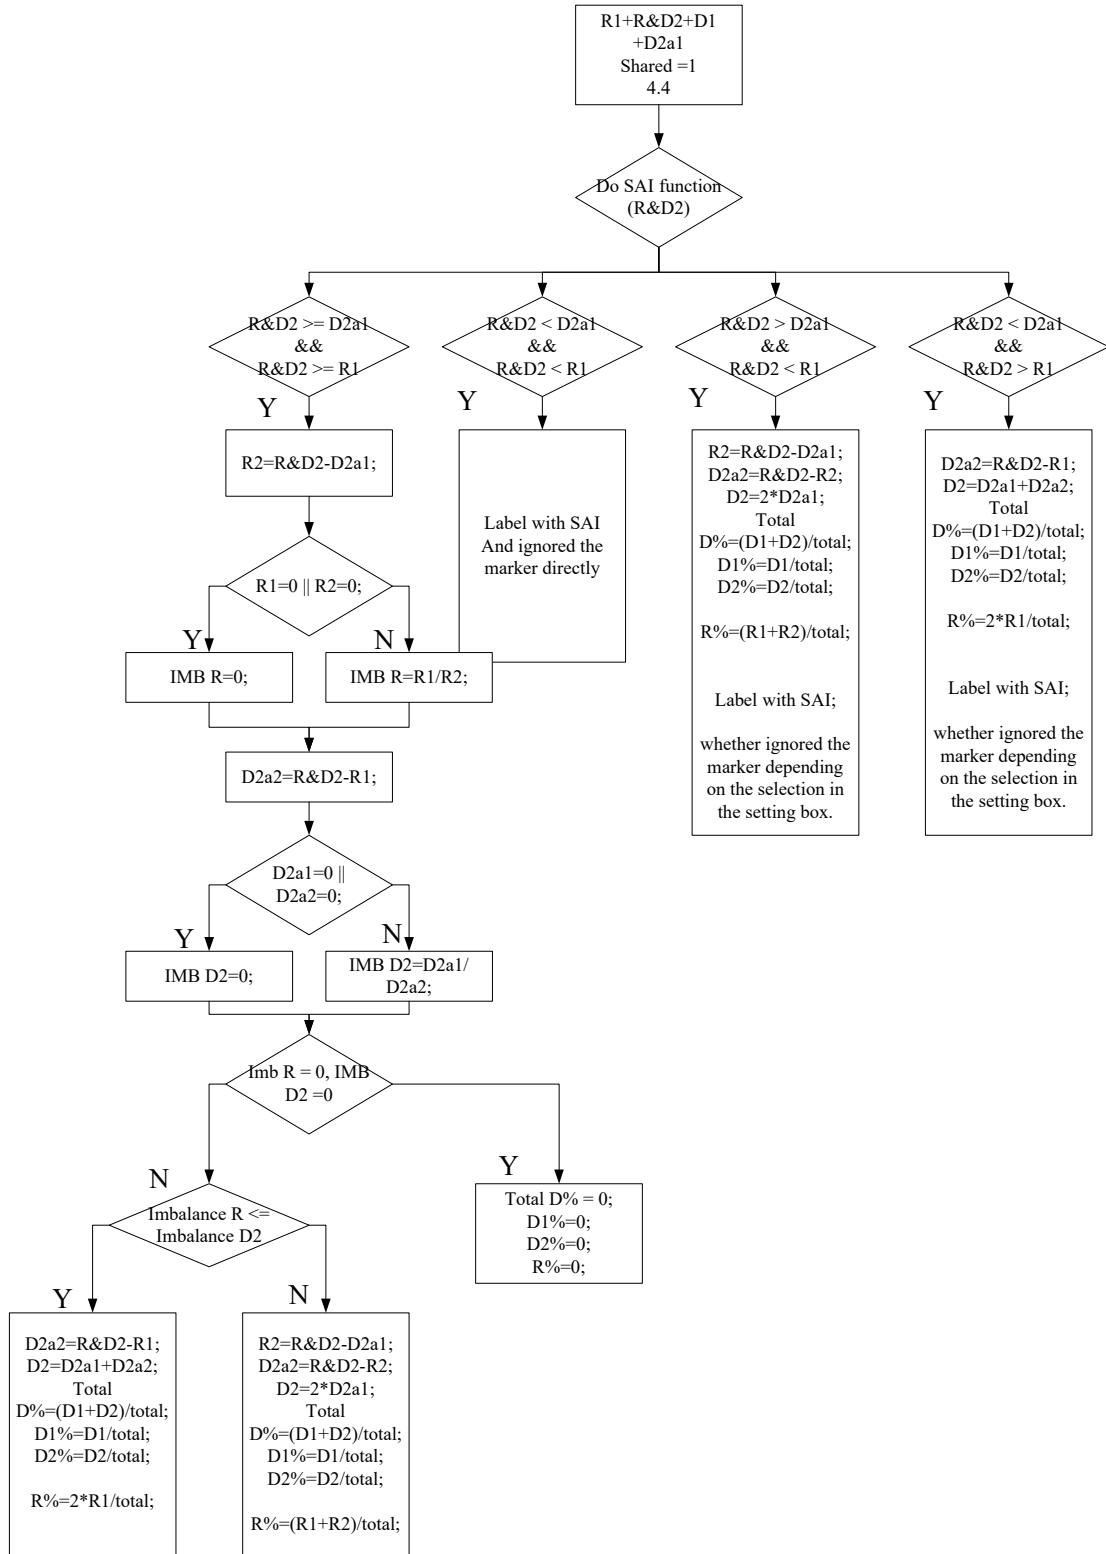 R1+R&D2+D1
+D2a1
Shared =1
4.4
Do SAI function
(R&D2)
R&D2 >= D2a1
&&
R&D2 >= R1
R&D2 < D2a1
&&
R&D2 < R1
R&D2 > D2a1
&&
R&D2 < R1
R&D2 < D2a1
&&
R&D2 > R1
Y
Y
Y
Y
R2=R&D2-D2a1;
Label with SAI
And ignored the
marker directly
R2=R&D2-D2a1;
D2a2=R&D2-R2;
D2=2*D2a1;
Total
D%=(D1+D2)/total;
D1%=D1/total;
D2%=D2/total;
R%=(R1+R2)/total;
Label with SAI;
whether ignored the
marker depending
on the selection in
the setting box.
D2a2=R&D2-R1;
D2=D2a1+D2a2;
Total
D%=(D1+D2)/total;
D1%=D1/total;
D2%=D2/total;
R%=2*R1/total;
Label with SAI;
whether ignored the
marker depending
on the selection in
the setting box.
R1=0 || R2=0;
Y
N
IMB R=0;
IMB R=R1/R2;
D2a2=R&D2-R1;
D2a1=0 ||
D2a2=0;
Y
N
IMB D2=0;
IMB D2=D2a1/
D2a2;
Imb R = 0, IMB
D2 =0
N
Y
Imbalance R <=
Imbalance D2
Total D% = 0;
D1%=0;
D2%=0;
R%=0;
Y
N
D2a2=R&D2-R1;
D2=D2a1+D2a2;
Total
D%=(D1+D2)/total;
D1%=D1/total;
D2%=D2/total;
R%=2*R1/total;
R2=R&D2-D2a1;
D2a2=R&D2-R2;
D2=2*D2a1;
Total
D%=(D1+D2)/total;
D1%=D1/total;
D2%=D2/total;
R%=(R1+R2)/total;